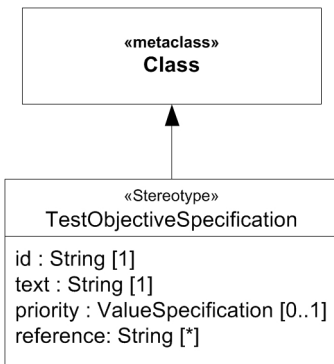 «metaclass»
Class
«Stereotype»
TestObjectiveSpecification
id : String [1]
text : String [1]
priority : ValueSpecification [0..1]
reference: String [*]